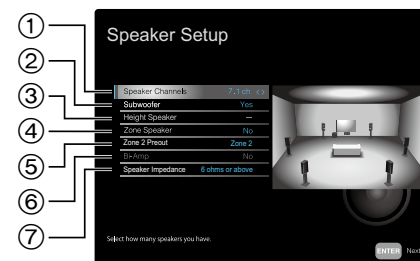 Speaker Setup
① Speaker Channels 7.1 ch < >
② Subwoofer Yes
③ Height Speaker —
④ Zone Speaker No
⑤ Zone 2 Preout Zone 2
⑥ Bi-Amp No
⑦ Speaker Impedance 6 ohms or above
Select how many speakers you have.
ENTER Next